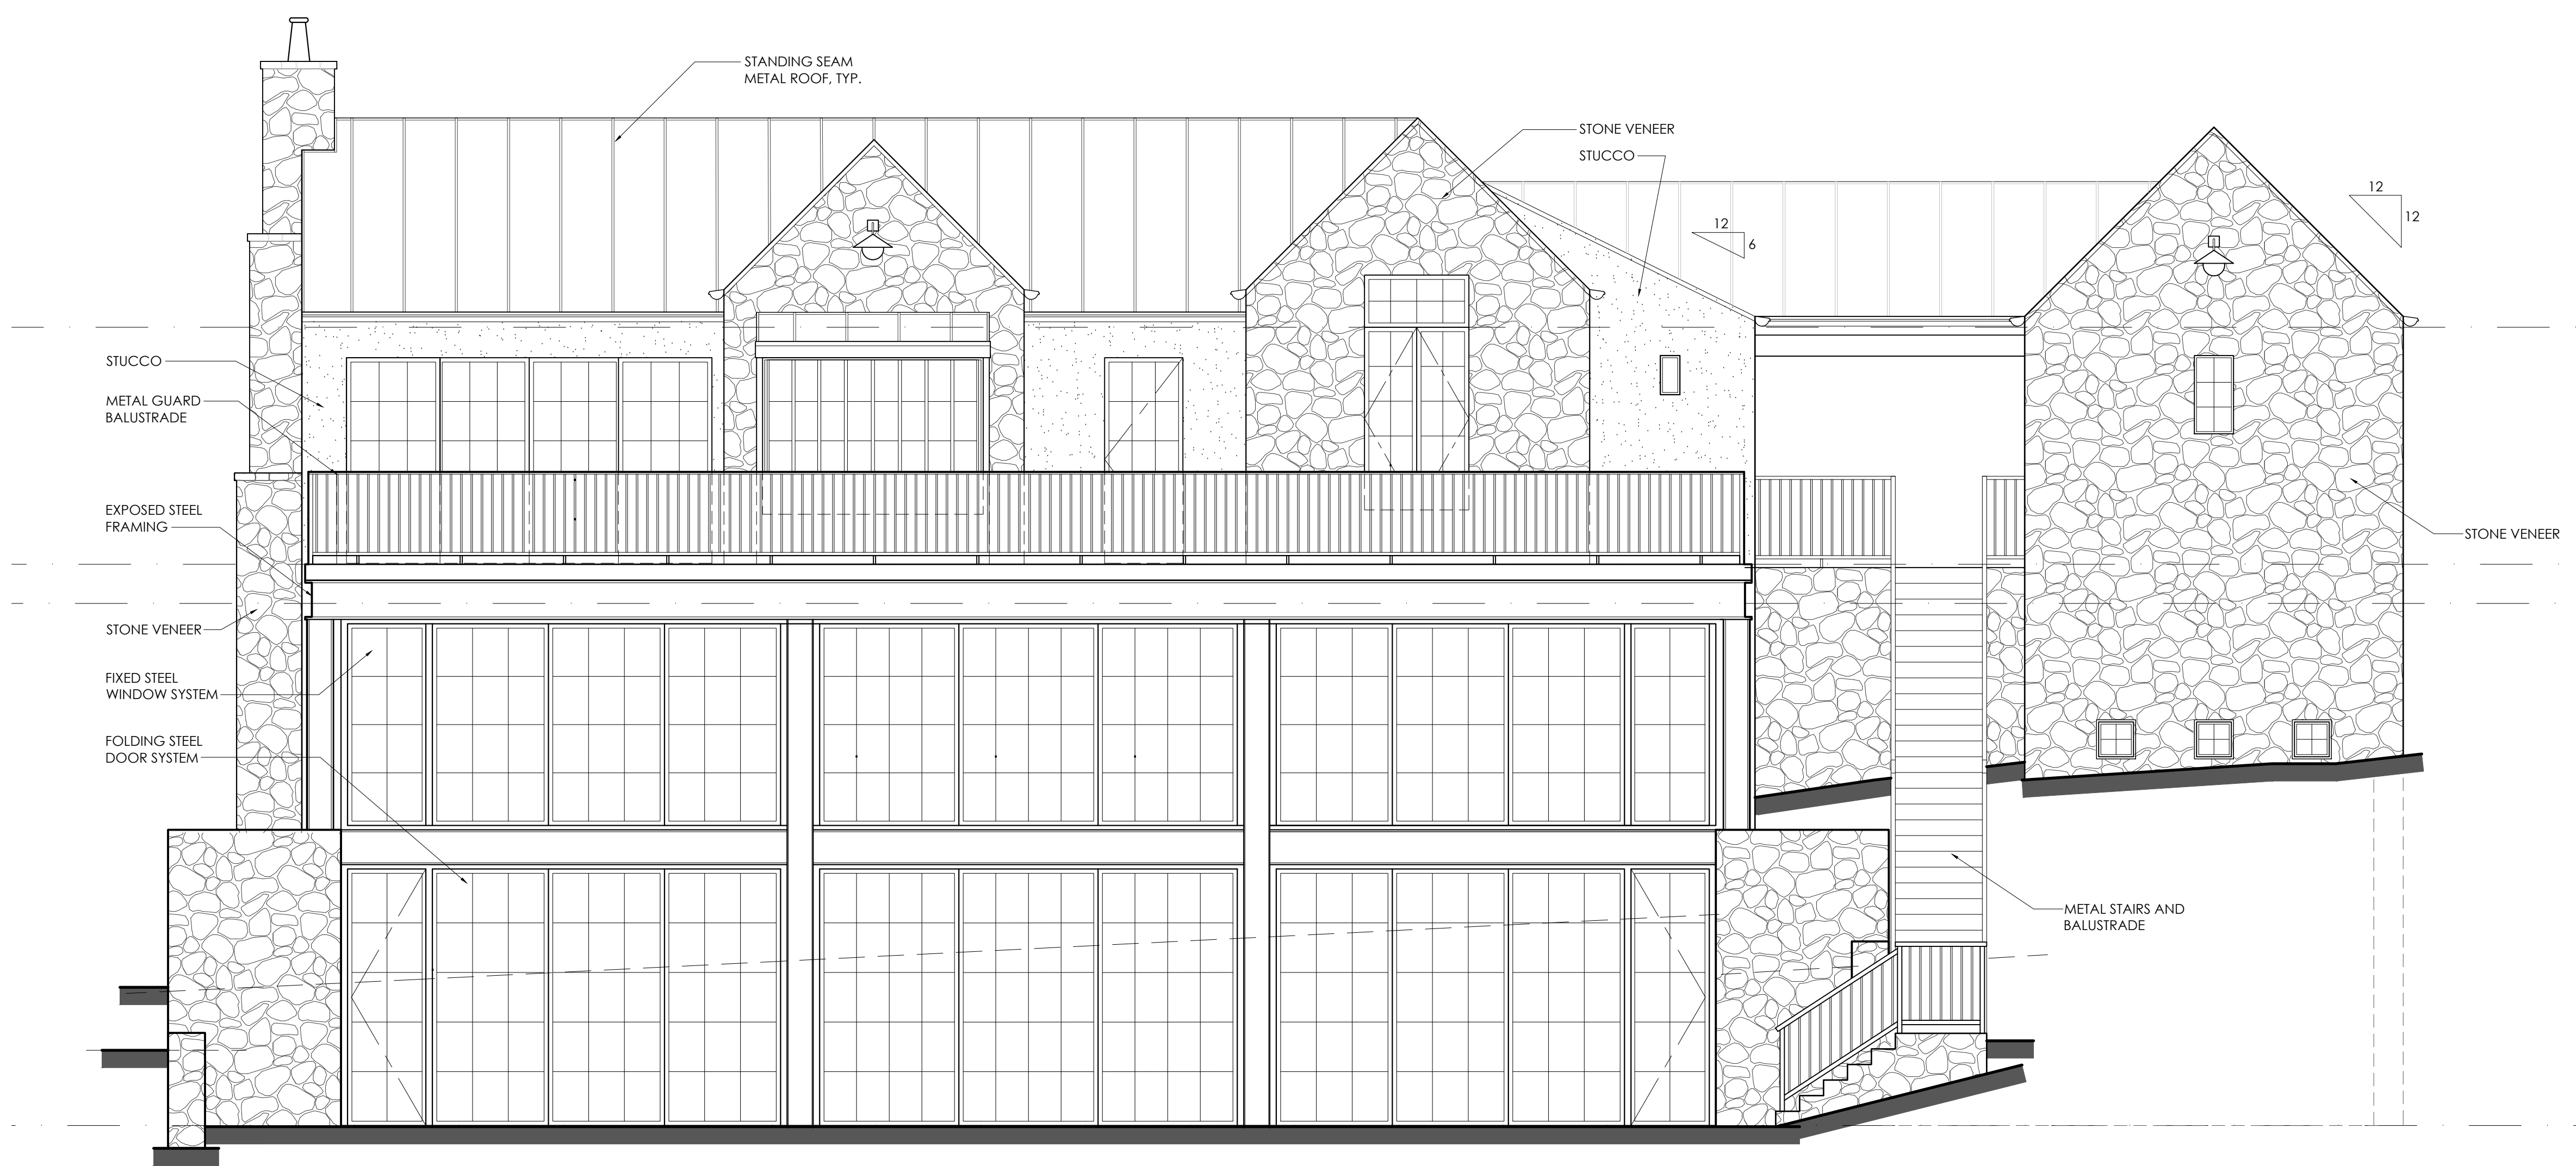 STANDING SEAM
METAL ROOF, TYP.
STONE VENEER
STUCCO
12
12
12
6
STUCCO
METAL GUARD
BALUSTRADE
EXPOSED STEEL
FRAMING
STONE VENEER
STONE VENEER
FIXED STEEL
WINDOW SYSTEM
FOLDING STEEL
DOOR SYSTEM
METAL STAIRS AND
BALUSTRADE